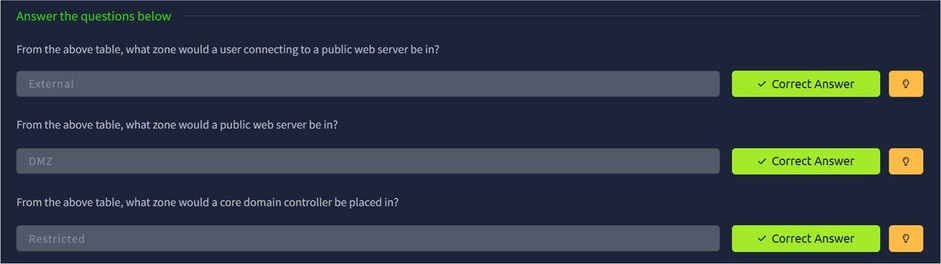 Answer the questions below
From the above table, what zone would a user connecting to a public web server be in?
External
✓ Correct Answer
From the above table, what zone would a public web server be in?
DMZ
✓ Correct Answer
From the above table, what zone would a core domain controller be placed in?
Restricted
✓ Correct Answer